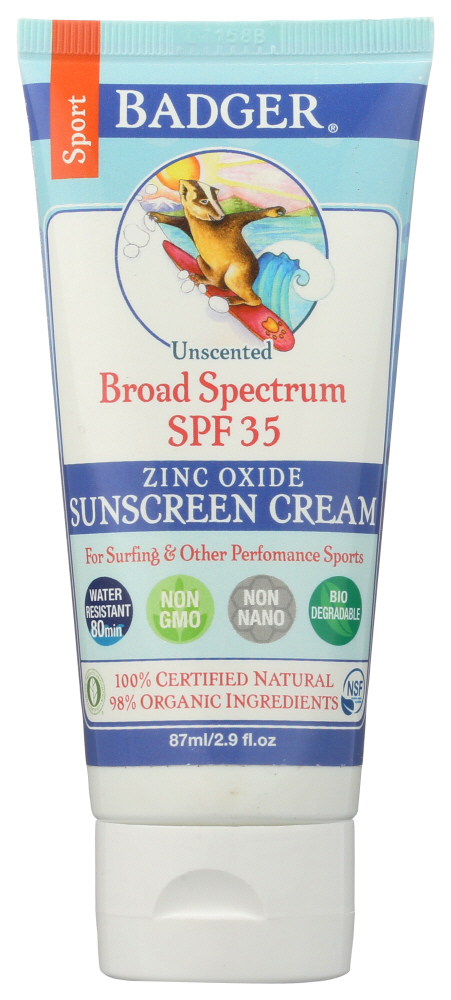 Sport
BADGER®
Unscented
Broad Spectrum
SPF 35
ZINC OXIDE
SUNSCREEN CREAM
For Surfing & Other Perfomance Sports
WATER
RESISTANT
80min
NON
GMO
NON
NANO
BIO
DEGRADABLE
100% CERTIFIED NATURAL
98% ORGANIC INGREDIENTS
NSF
87ml/2.9 fl.oz